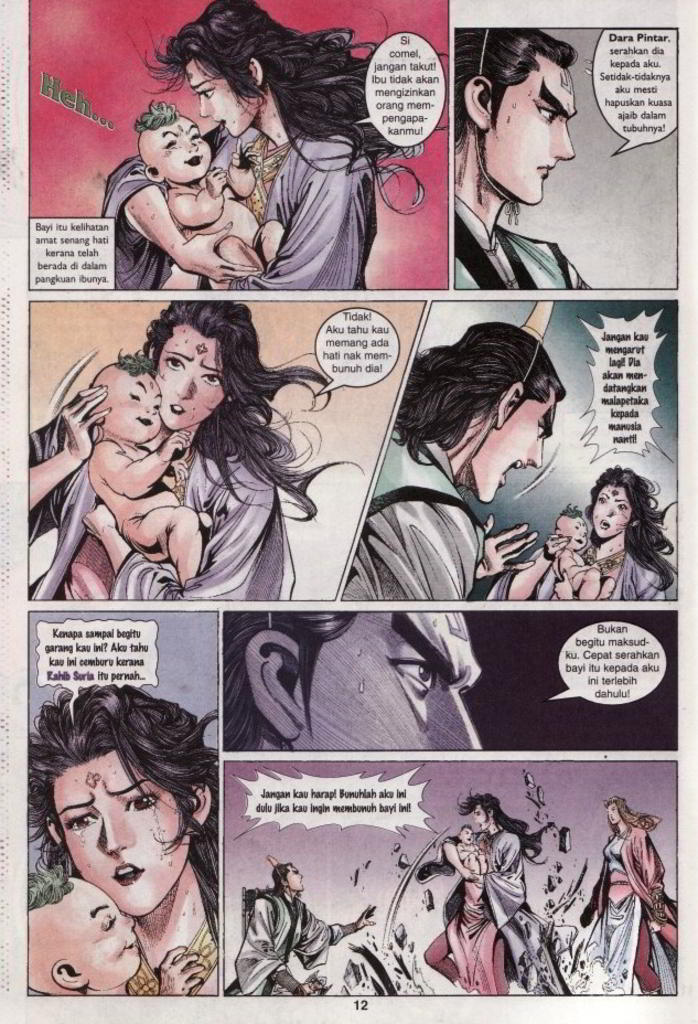 Heh...
Si
comel,
jangan takut!
Ibu tidak akan
mengizinkan
orang mem-
pengapa-
kanmu!
Bayi itu kelihatan
amat senang hati
kerana telah
berada di dalam
pangkuan ibunya.
Dara Pintar,
serahkan dia
kepada aku.
Setidak-tidaknya
aku mesti
hapuskan kuasa
ajaib dalam
tubuhnya!
Tidak!
Aku tahu kau
memang ada
hati nak mem-
bunuh dia!
Jangan kau
mengarut
lagi! Dia
akan men-
datangkan
malapetaka
kepada
manusia
nanti!
Kenapa sampai begitu
garang kau ini? Aku tahu
kau ini cemburu kerana
Kahib Suria itu pernah...
Bukan
begitu maksud-
ku. Cepat serahkan
bayi itu kepada aku
ini terlebih
dahulu!
Jangan kau harap! Bunuhlah aku ini
dulu jika kau ingin membunuh bayi ini!
12